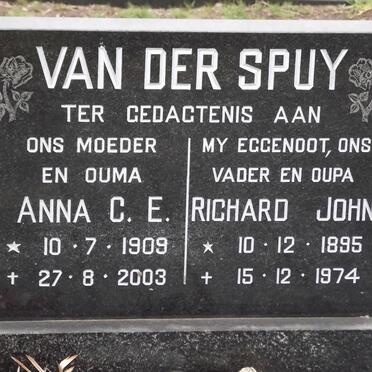 VAN DER SPUY
TER GEDAGTENIS AAN
ONS MOEDER
EN OUMA
ANNA C. E.
★ 10 · 7 · 1909
+ 27 · 8 · 2003
MY EGGENOOT, ONS
VADER EN OUPA
RICHARD JOHN
★ 10 · 12 · 1895
+ 15 · 12 · 1974